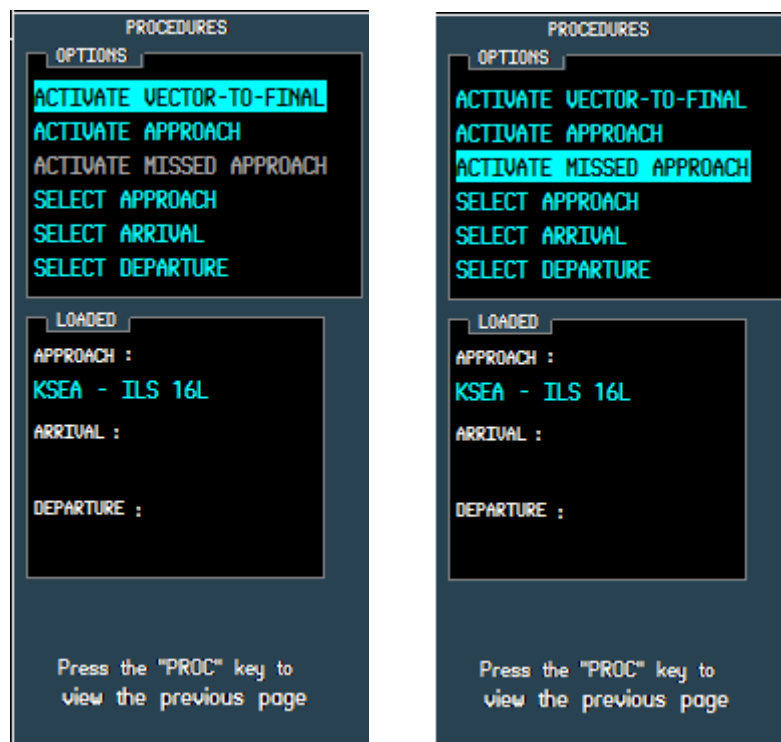 PROCEDURES
OPTIONS
ACTIVATE VECTOR-TO-FINAL
ACTIVATE APPROACH
ACTIVATE MISSED APPROACH
SELECT APPROACH
SELECT ARRIVAL
SELECT DEPARTURE
LOADED
APPROACH :
KSEA - ILS 16L
ARRIVAL :
DEPARTURE :
Press the "PROC" key to
view the previous page
PROCEDURES
OPTIONS
ACTIVATE VECTOR-TO-FINAL
ACTIVATE APPROACH
ACTIVATE MISSED APPROACH
SELECT APPROACH
SELECT ARRIVAL
SELECT DEPARTURE
LOADED
APPROACH :
KSEA - ILS 16L
ARRIVAL :
DEPARTURE :
Press the "PROC" key to
view the previous page